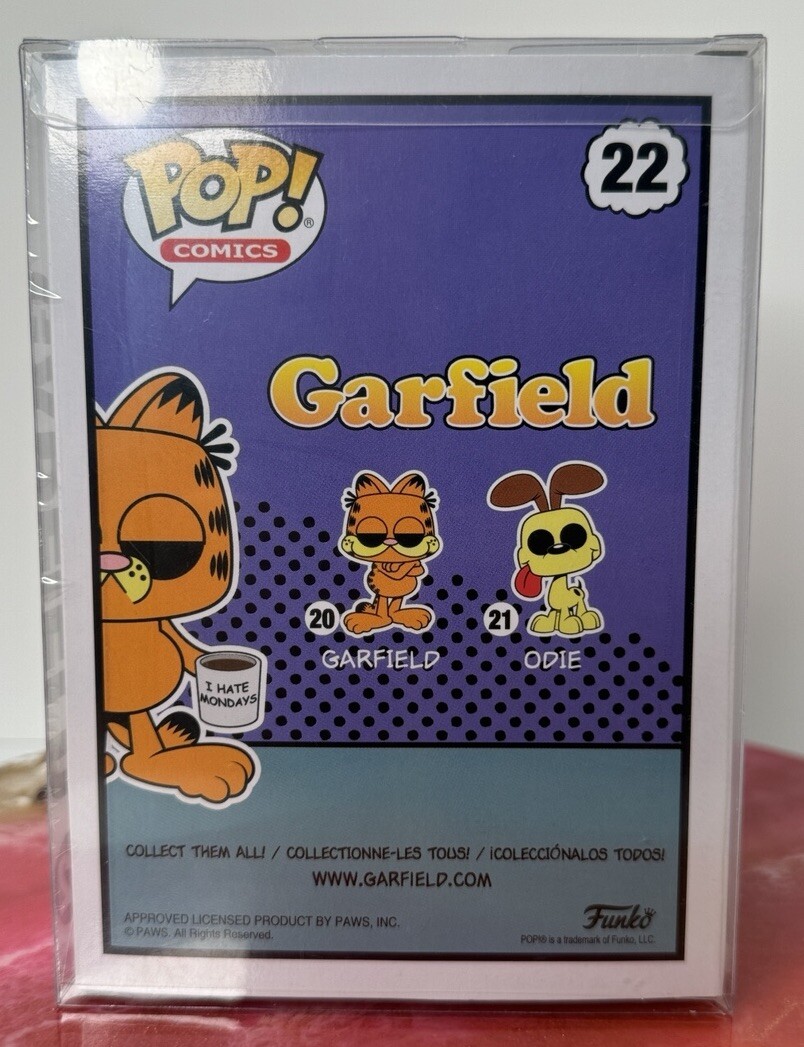 POP!®
COMICS
22
Garfield
20
GARFIELD
21
ODIE
I HATE
MONDAYS
COLLECT THEM ALL! / COLLECTIONNE-LES TOUS! / ¡COLECCIÓNALOS TODOS!
WWW.GARFIELD.COM
APPROVED LICENSED PRODUCT BY PAWS, INC.
© PAWS. All Rights Reserved.
Funko
POP!® is a trademark of Funko, LLC.